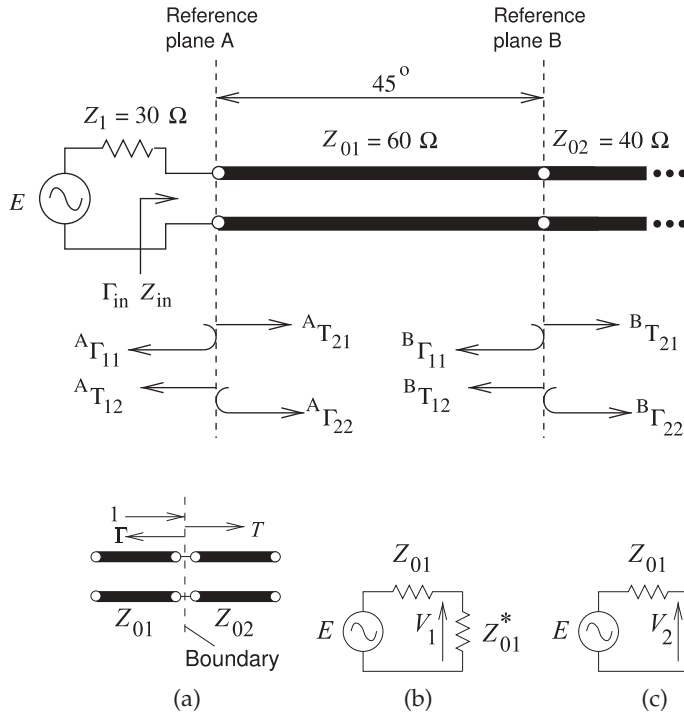 Reference plane A
Reference plane B
45°
Z₁ = 30 Ω
Z₀₁ = 60 Ω
Z₀₂ = 40 Ω
E
Γin Zin
ᴬT₂₁
ᴬΓ₁₁
ᴬT₁₂
ᴬΓ₂₂
ᴮT₂₁
ᴮΓ₁₁
ᴮT₁₂
ᴮΓ₂₂
1
Γ
T
Z₀₁
Z₀₂
Boundary
(a)
Z₀₁
E
V₁
Z₀₁*
(b)
Z₀₁
E
V₂
(c)